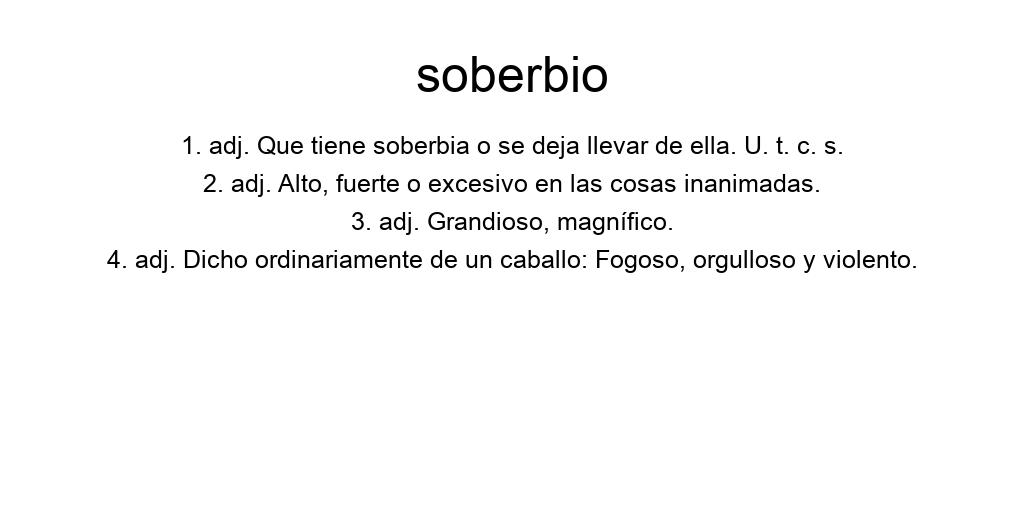 soberbio
1. adj. Que tiene soberbia o se deja llevar de ella. U. t. c. s.
2. adj. Alto, fuerte o excesivo en las cosas inanimadas.
3. adj. Grandioso, magnífico.
4. adj. Dicho ordinariamente de un caballo: Fogoso, orgulloso y violento.